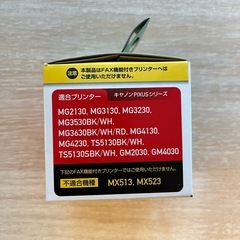 注意
本製品はFAX機能付きプリンターへは
ご使用いただけません。
適合プリンター
キヤノン PIXUSシリーズ
MG2130, MG3130, MG3230,
MG3530BK/WH,
MG3630BK/WH/RD, MG4130,
MG4230, TS5130BK/WH,
TS5130SBK/WH, GM2030, GM4030
下記のFAX機能付きプリンターにはご使用いただけません。
不適合機種
MX513, MX523